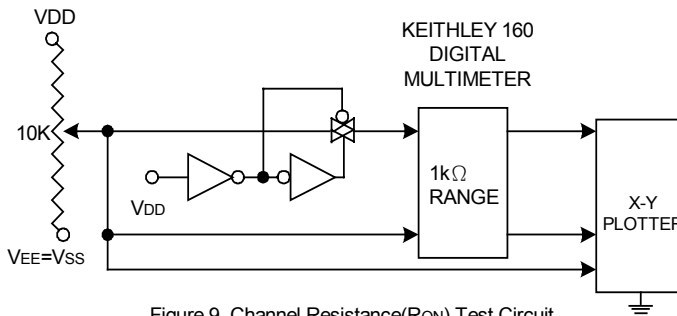 VDD
KEITHLEY 160
DIGITAL
MULTIMETER
10K
1kΩ
RANGE
VDD
X-Y
PLOTTER
VEE=VSS
Figure 9. Channel Resistance(RON) Test Circuit